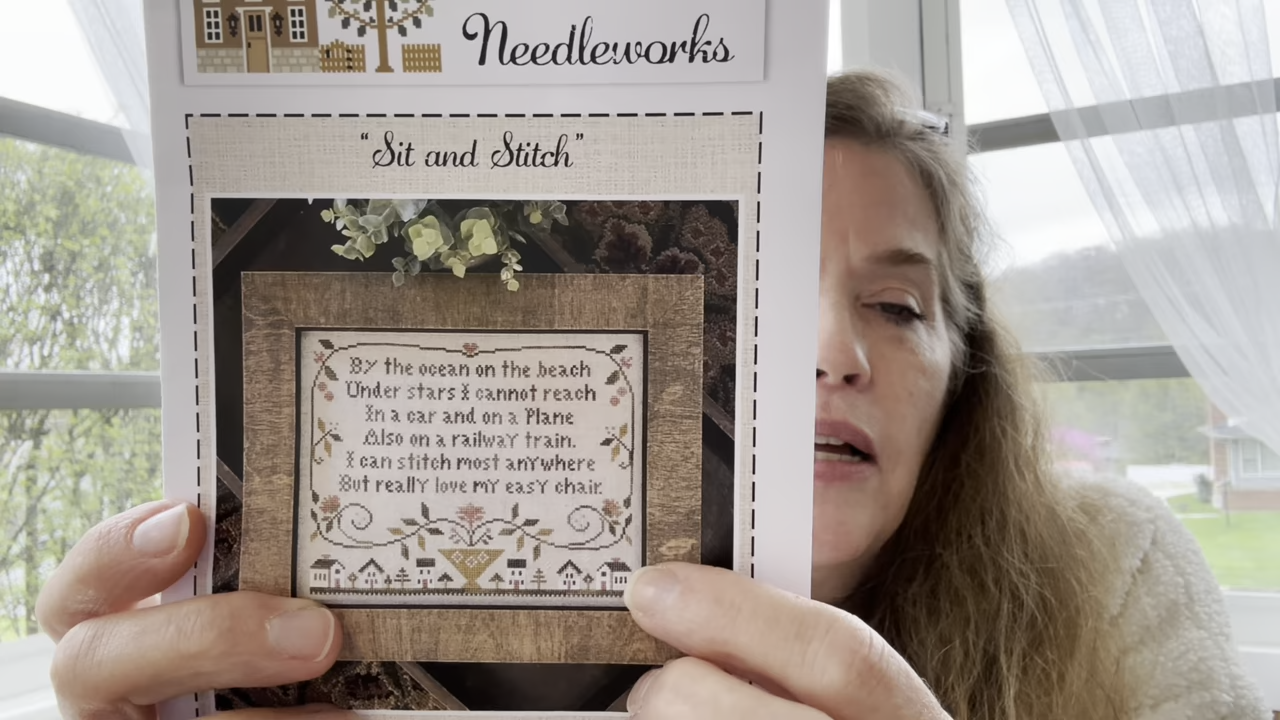 Needleworks
"Sit and Stitch"
By the ocean on the beach
Under stars I cannot reach
In a car and on a Plane
Also on a railway train.
I can stitch most anywhere
But really love my easy chair.